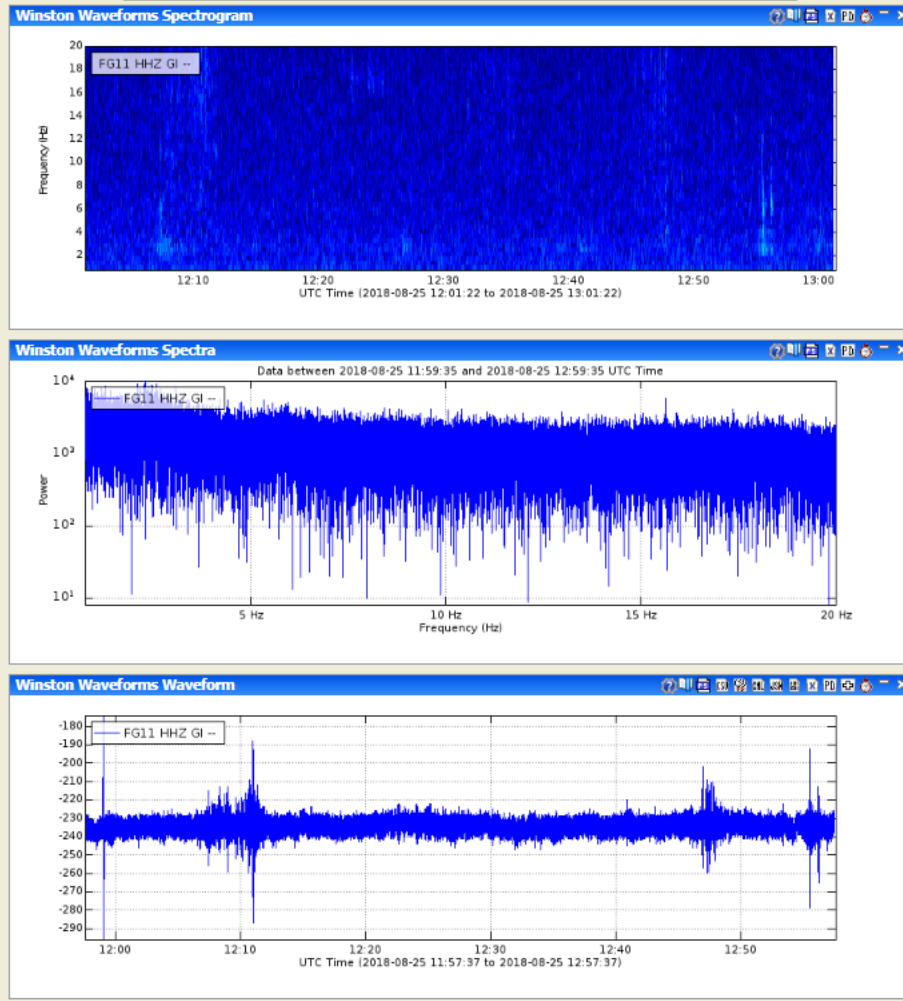 Winston Waveforms Spectrogram
PD
20
FG11 HHZ GI --
18
16
14
12
10
8
6
4
2
Frequency (Hz)
12:10 12:20 12:30 12:40 12:50 13:00
UTC Time (2018-08-25 12:01:22 to 2018-08-25 13:01:22)
Winston Waveforms Spectra
PD
Data between 2018-08-25 11:59:35 and 2018-08-25 12:59:35 UTC Time
10⁴
FG11 HHZ GI --
10³
Power
10²
10¹
5 Hz 10 Hz 15 Hz 20 Hz
Frequency (Hz)
Winston Waveforms Waveform
PD
-180
FG11 HHZ GI --
-190
-200
-210
-220
-230
-240
-250
-260
-270
-280
-290
12:00 12:10 12:20 12:30 12:40 12:50
UTC Time (2018-08-25 11:57:37 to 2018-08-25 12:57:37)